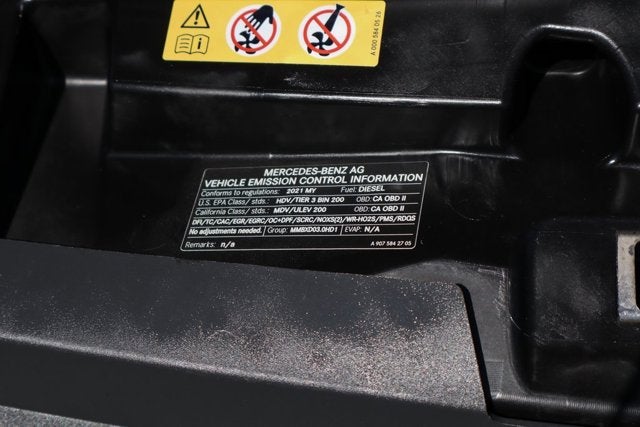 A 000 584 05 26
MERCEDES-BENZ AG
VEHICLE EMISSION CONTROL INFORMATION
Conforms to regulations: 2021 MY Fuel: DIESEL
U.S. EPA Class/ stds.: HDV/TIER 3 BIN 200 OBD: CA OBD II
California Class/ stds.: MDV/ULEV 200 OBD: CA OBD II
DFI/TC/CAC/EGR/EGRC/OC+DPF/SCRC/NOXS(2)/WR-HO2S/PMS/RDQS
No adjustments needed. Group: MMBXD03.0HD1 EVAP: N/A
Remarks: n/a A 907 584 27 05